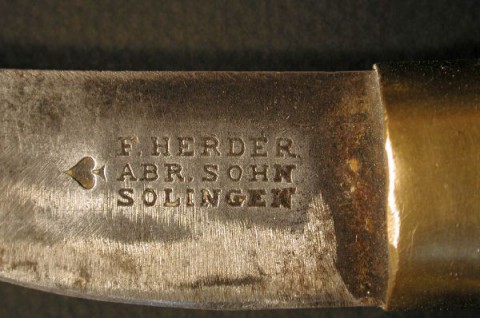 F. HERDER
ABR. SOHN
SOLINGEN